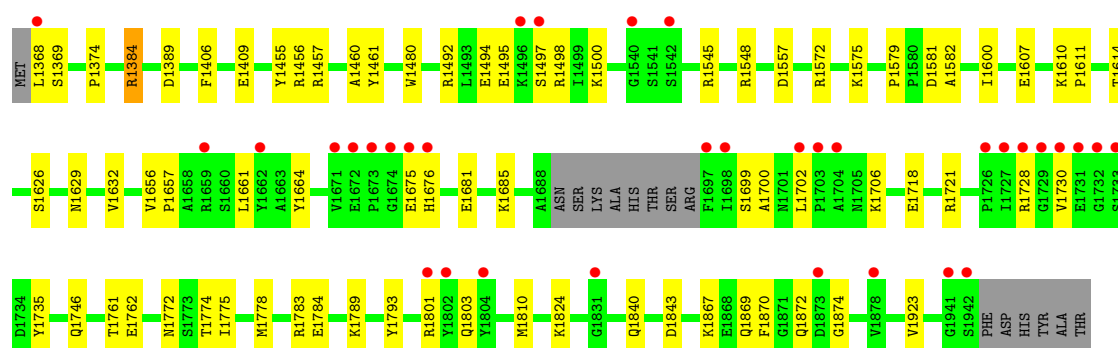 MET L1368 S1369 P1374 R1384 D1389 F1406 E1409 Y1455 R1456 R1457 A1460 Y1461 W1480 R1492 L1493 E1494 E1495 K1496 S1497 R1498 I1499 K1500 G1540 S1541 S1542 R1545 R1548 D1557 R1572 K1575 P1579 P1580 D1581 A1582 I1600 E1607 K1610 P1611 T1614
S1626 N1629 V1632 V1656 P1657 A1658 R1659 S1660 L1661 Y1662 A1663 Y1664 V1671 E1672 P1673 G1674 E1675 H1676 E1681 K1685 A1688 ASN SER LYS ALA HIS THR SER ARG F1697 I1698 S1699 A1700 N1701 L1702 P1703 A1704 N1705 K1706 E1718 R1721 P1726 I1727 R1728 G1729 V1730 E1731 G1732 S1733
D1734 Y1735 Q1746 T1761 E1762 N1772 S1773 T1774 I1775 M1778 R1783 E1784 K1789 Y1793 R1801 Y1802 Q1803 Y1804 M1810 K1824 G1831 Q1840 D1843 K1867 E1868 Q1869 F1870 G1871 Q1872 D1873 G1874 V1878 V1923 G1941 S1942 PHE ASP HIS TYR ALA THR